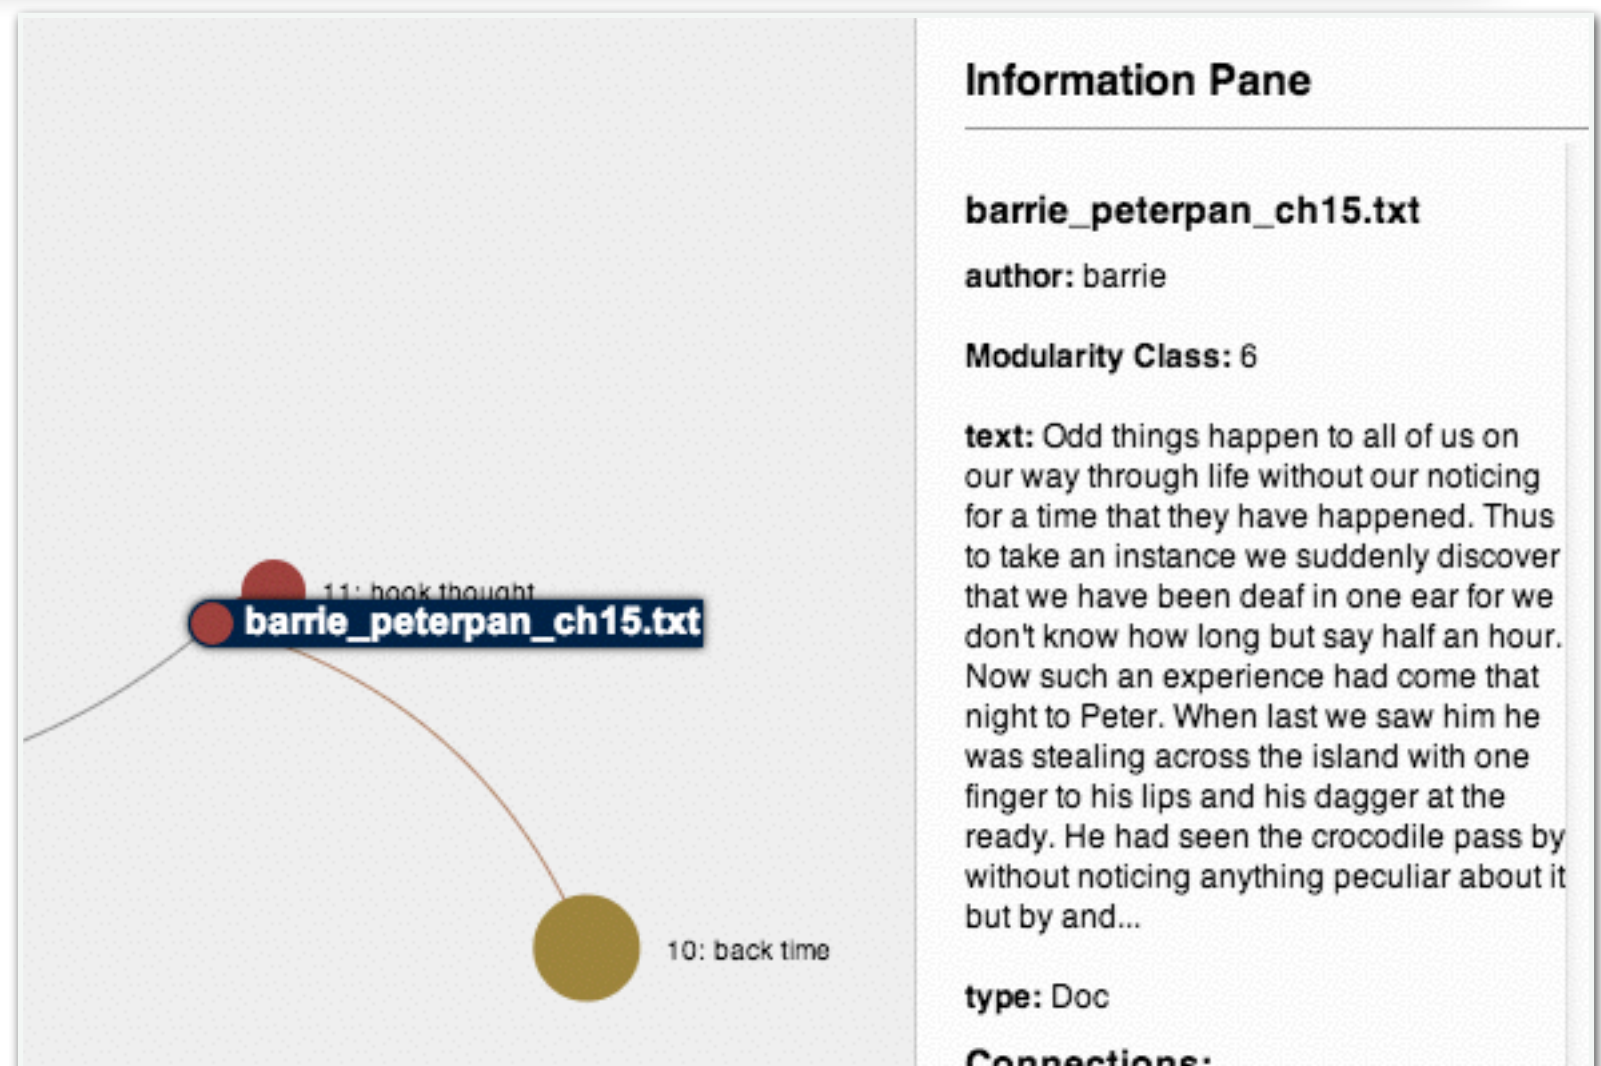 Information Pane
barrie_peterpan_ch15.txt
author: barrie
Modularity Class: 6
text: Odd things happen to all of us on
our way through life without our noticing
for a time that they have happened. Thus
to take an instance we suddenly discover
that we have been deaf in one ear for we
don't know how long but say half an hour.
Now such an experience had come that
night to Peter. When last we saw him he
was stealing across the island with one
finger to his lips and his dagger at the
ready. He had seen the crocodile pass by
without noticing anything peculiar about it
but by and...
type: Doc
Connections:
11: hook thought
barrie_peterpan_ch15.txt
10: back time